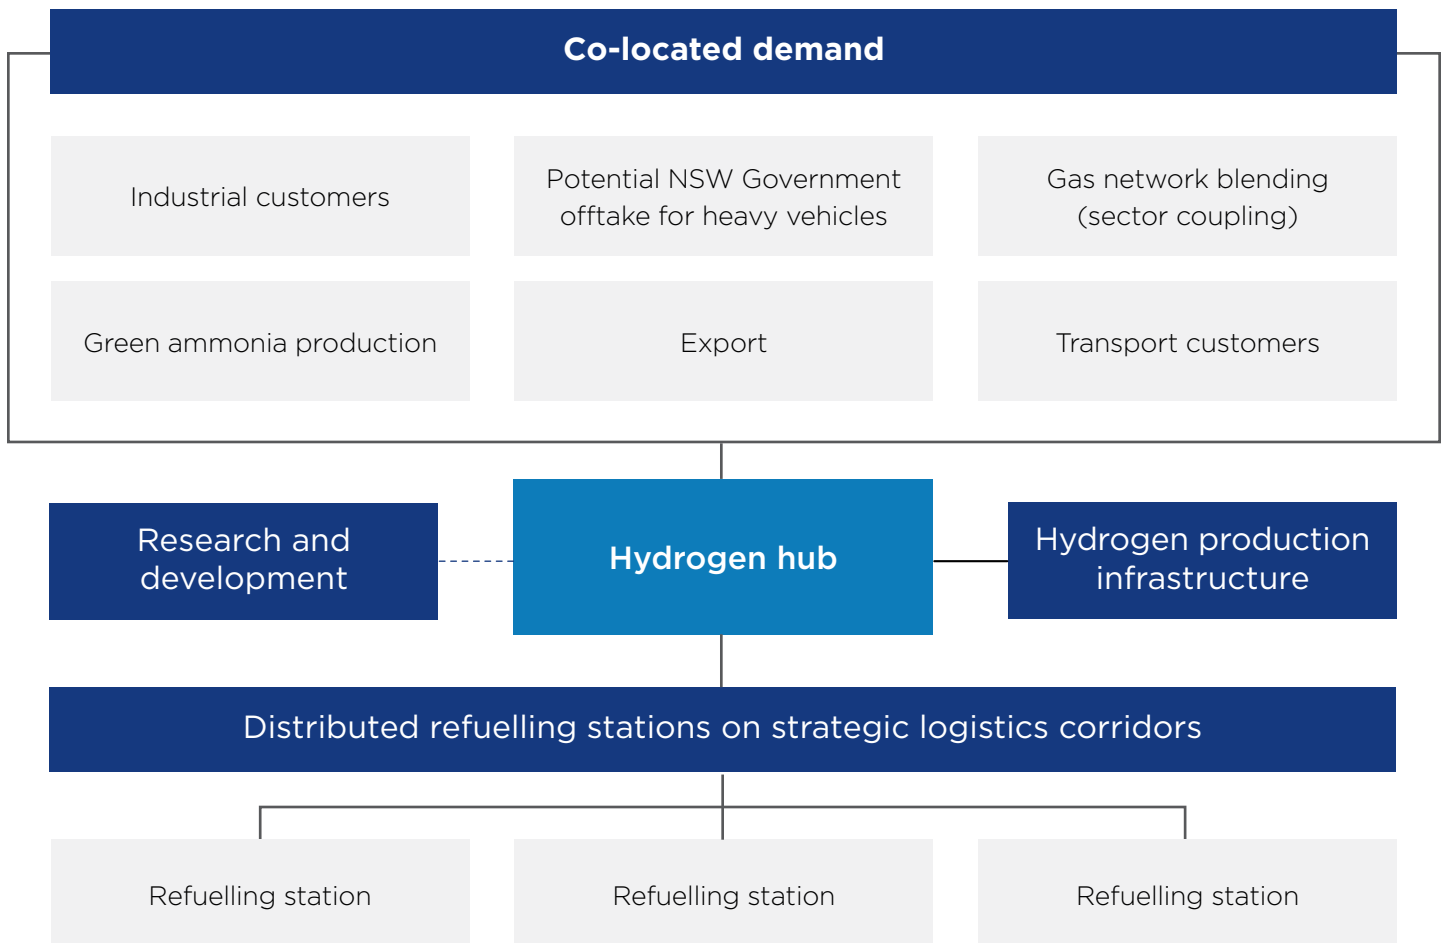 Co-located demand
Industrial customers
Potential NSW Government
offtake for heavy vehicles
Gas network blending
(sector coupling)
Green ammonia production
Export
Transport customers
Research and
development
Hydrogen hub
Hydrogen production
infrastructure
Distributed refuelling stations on strategic logistics corridors
Refuelling station
Refuelling station
Refuelling station